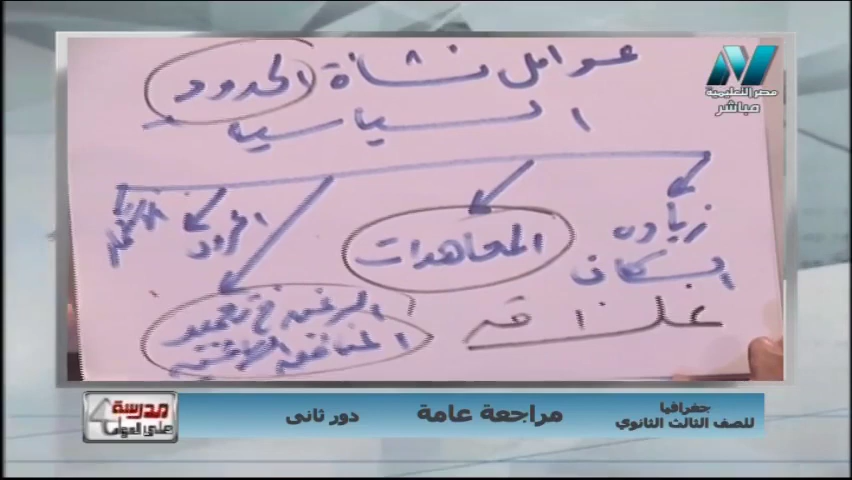 عوامل نشأة الحدود
السياسية
زيادة
السكان
المعاهدات
الرغبة في تحديد
المناطق
الحروب
علاقة
مصر التعليمية
مباشر
جغرافيا
للصف الثالث الثانوي
مراجعة عامة
دور ثانى
مدرسة
على الهواء